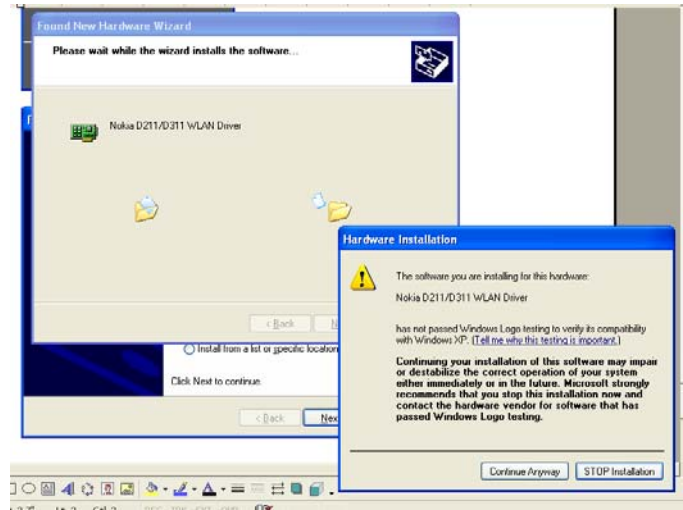 Found New Hardware Wizard
Please wait while the wizard installs the software...
Nokia D211/D311 WLAN Driver
< Back
Install from a list or specific location
Click Next to continue.
< Back
Nex
Hardware Installation
The software you are installing for this hardware:
Nokia D211/D311 WLAN Driver
has not passed Windows Logo testing to verify its compatibility
with Windows XP. (Tell me why this testing is important.)
Continuing your installation of this software may impair
or destabilize the correct operation of your system
either immediately or in the future. Microsoft strongly
recommends that you stop this installation now and
contact the hardware vendor for software that has
passed Windows Logo testing.
Continue Anyway
STOP Installation